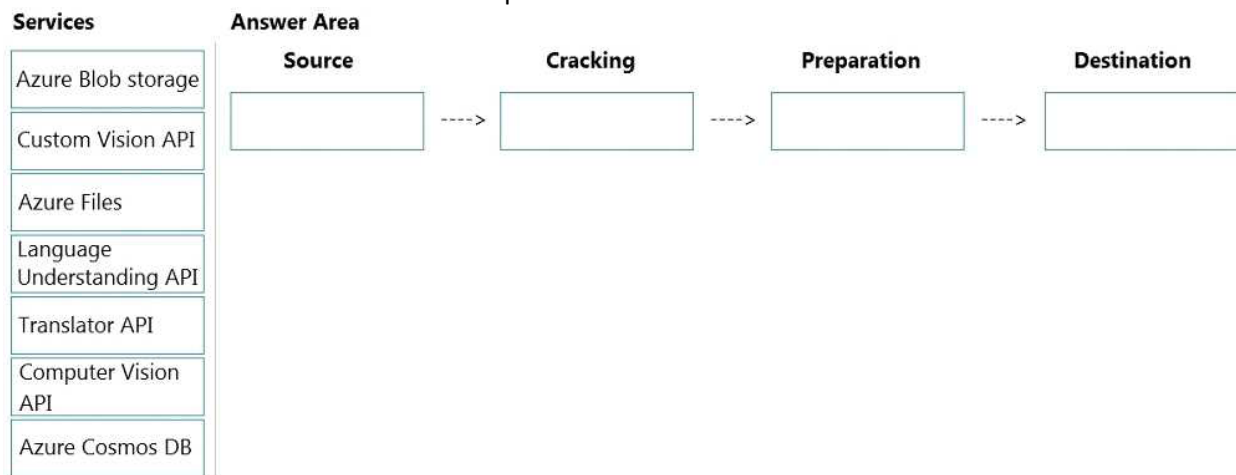 Services
Answer Area
Source
Cracking
Preparation
Destination
---->
---->
---->
Azure Blob storage
Custom Vision API
Azure Files
Language
Understanding API
Translator API
Computer Vision
API
Azure Cosmos DB